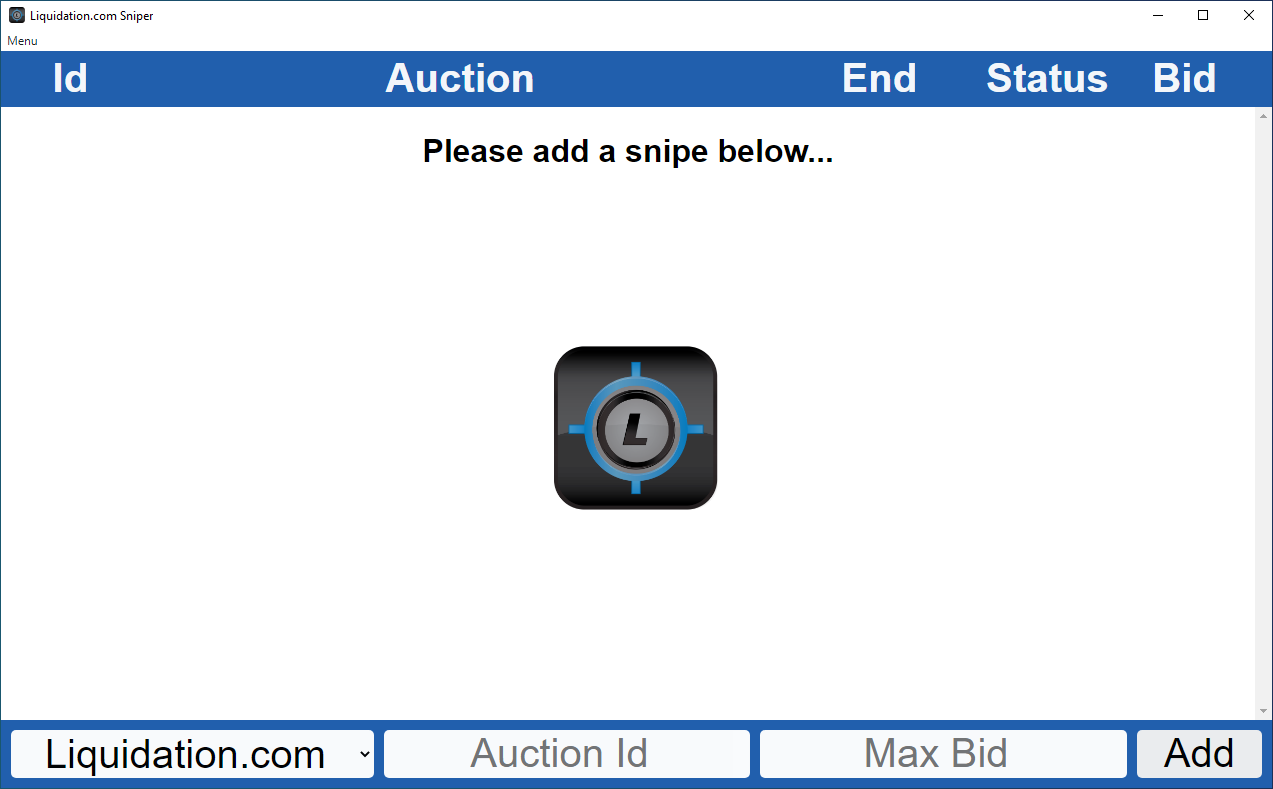 Liquidation.com Sniper
Menu
Id Auction End Status Bid
Please add a snipe below...
L
Liquidation.com Auction Id Max Bid Add